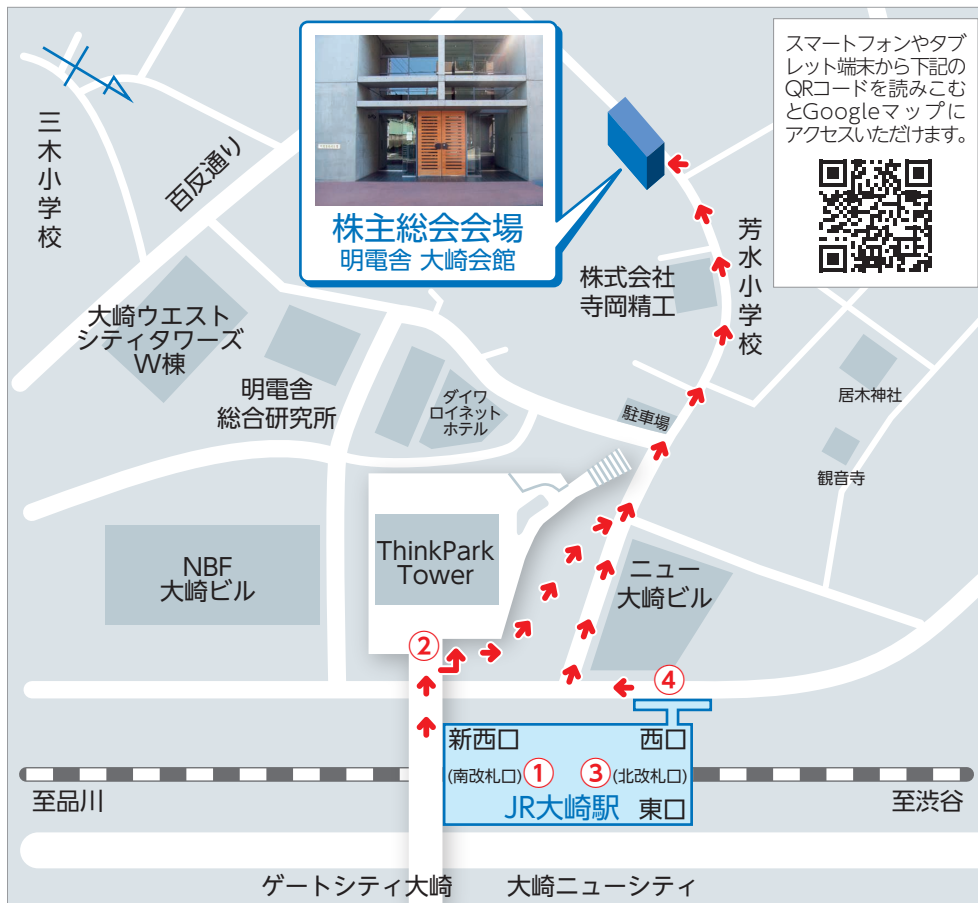 スマートフォンやタブ
レット端末から下記の
QRコードを読みこむ
とGoogleマップに
アクセスいただけます。
三木小学校
百反通り
株主総会会場
明電舎 大崎会館
芳水小学校
株式会社
寺岡精工
大崎ウエスト
シティタワーズ
W棟
明電舎
総合研究所
ダイワ
ロイネット
ホテル
駐車場
居木神社
観音寺
ThinkPark
Tower
NBF
大崎ビル
ニュー
大崎ビル
②
④
新西口
西口
(南改札口)
①
③
(北改札口)
JR大崎駅
東口
至品川
至渋谷
ゲートシティ大崎
大崎ニューシティ